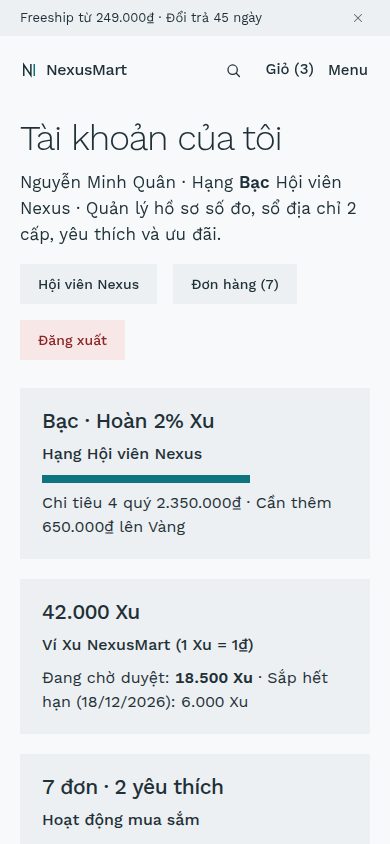 Freeship từ 249.000₫ · Đổi trả 45 ngày
NexusMart
Giỏ (3)
Menu
Tài khoản của tôi
Nguyễn Minh Quân · Hạng Bạc Hội viên
Nexus · Quản lý hồ sơ số đo, sổ địa chỉ 2
cấp, yêu thích và ưu đãi.
Hội viên Nexus
Đơn hàng (7)
Đăng xuất
Bạc · Hoàn 2% Xu
Hạng Hội viên Nexus
Chi tiêu 4 quý 2.350.000₫ · Cần thêm
650.000₫ lên Vàng
42.000 Xu
Ví Xu NexusMart (1 Xu = 1₫)
Đang chờ duyệt: 18.500 Xu · Sắp hết
hạn (18/12/2026): 6.000 Xu
7 đơn · 2 yêu thích
Hoạt động mua sắm